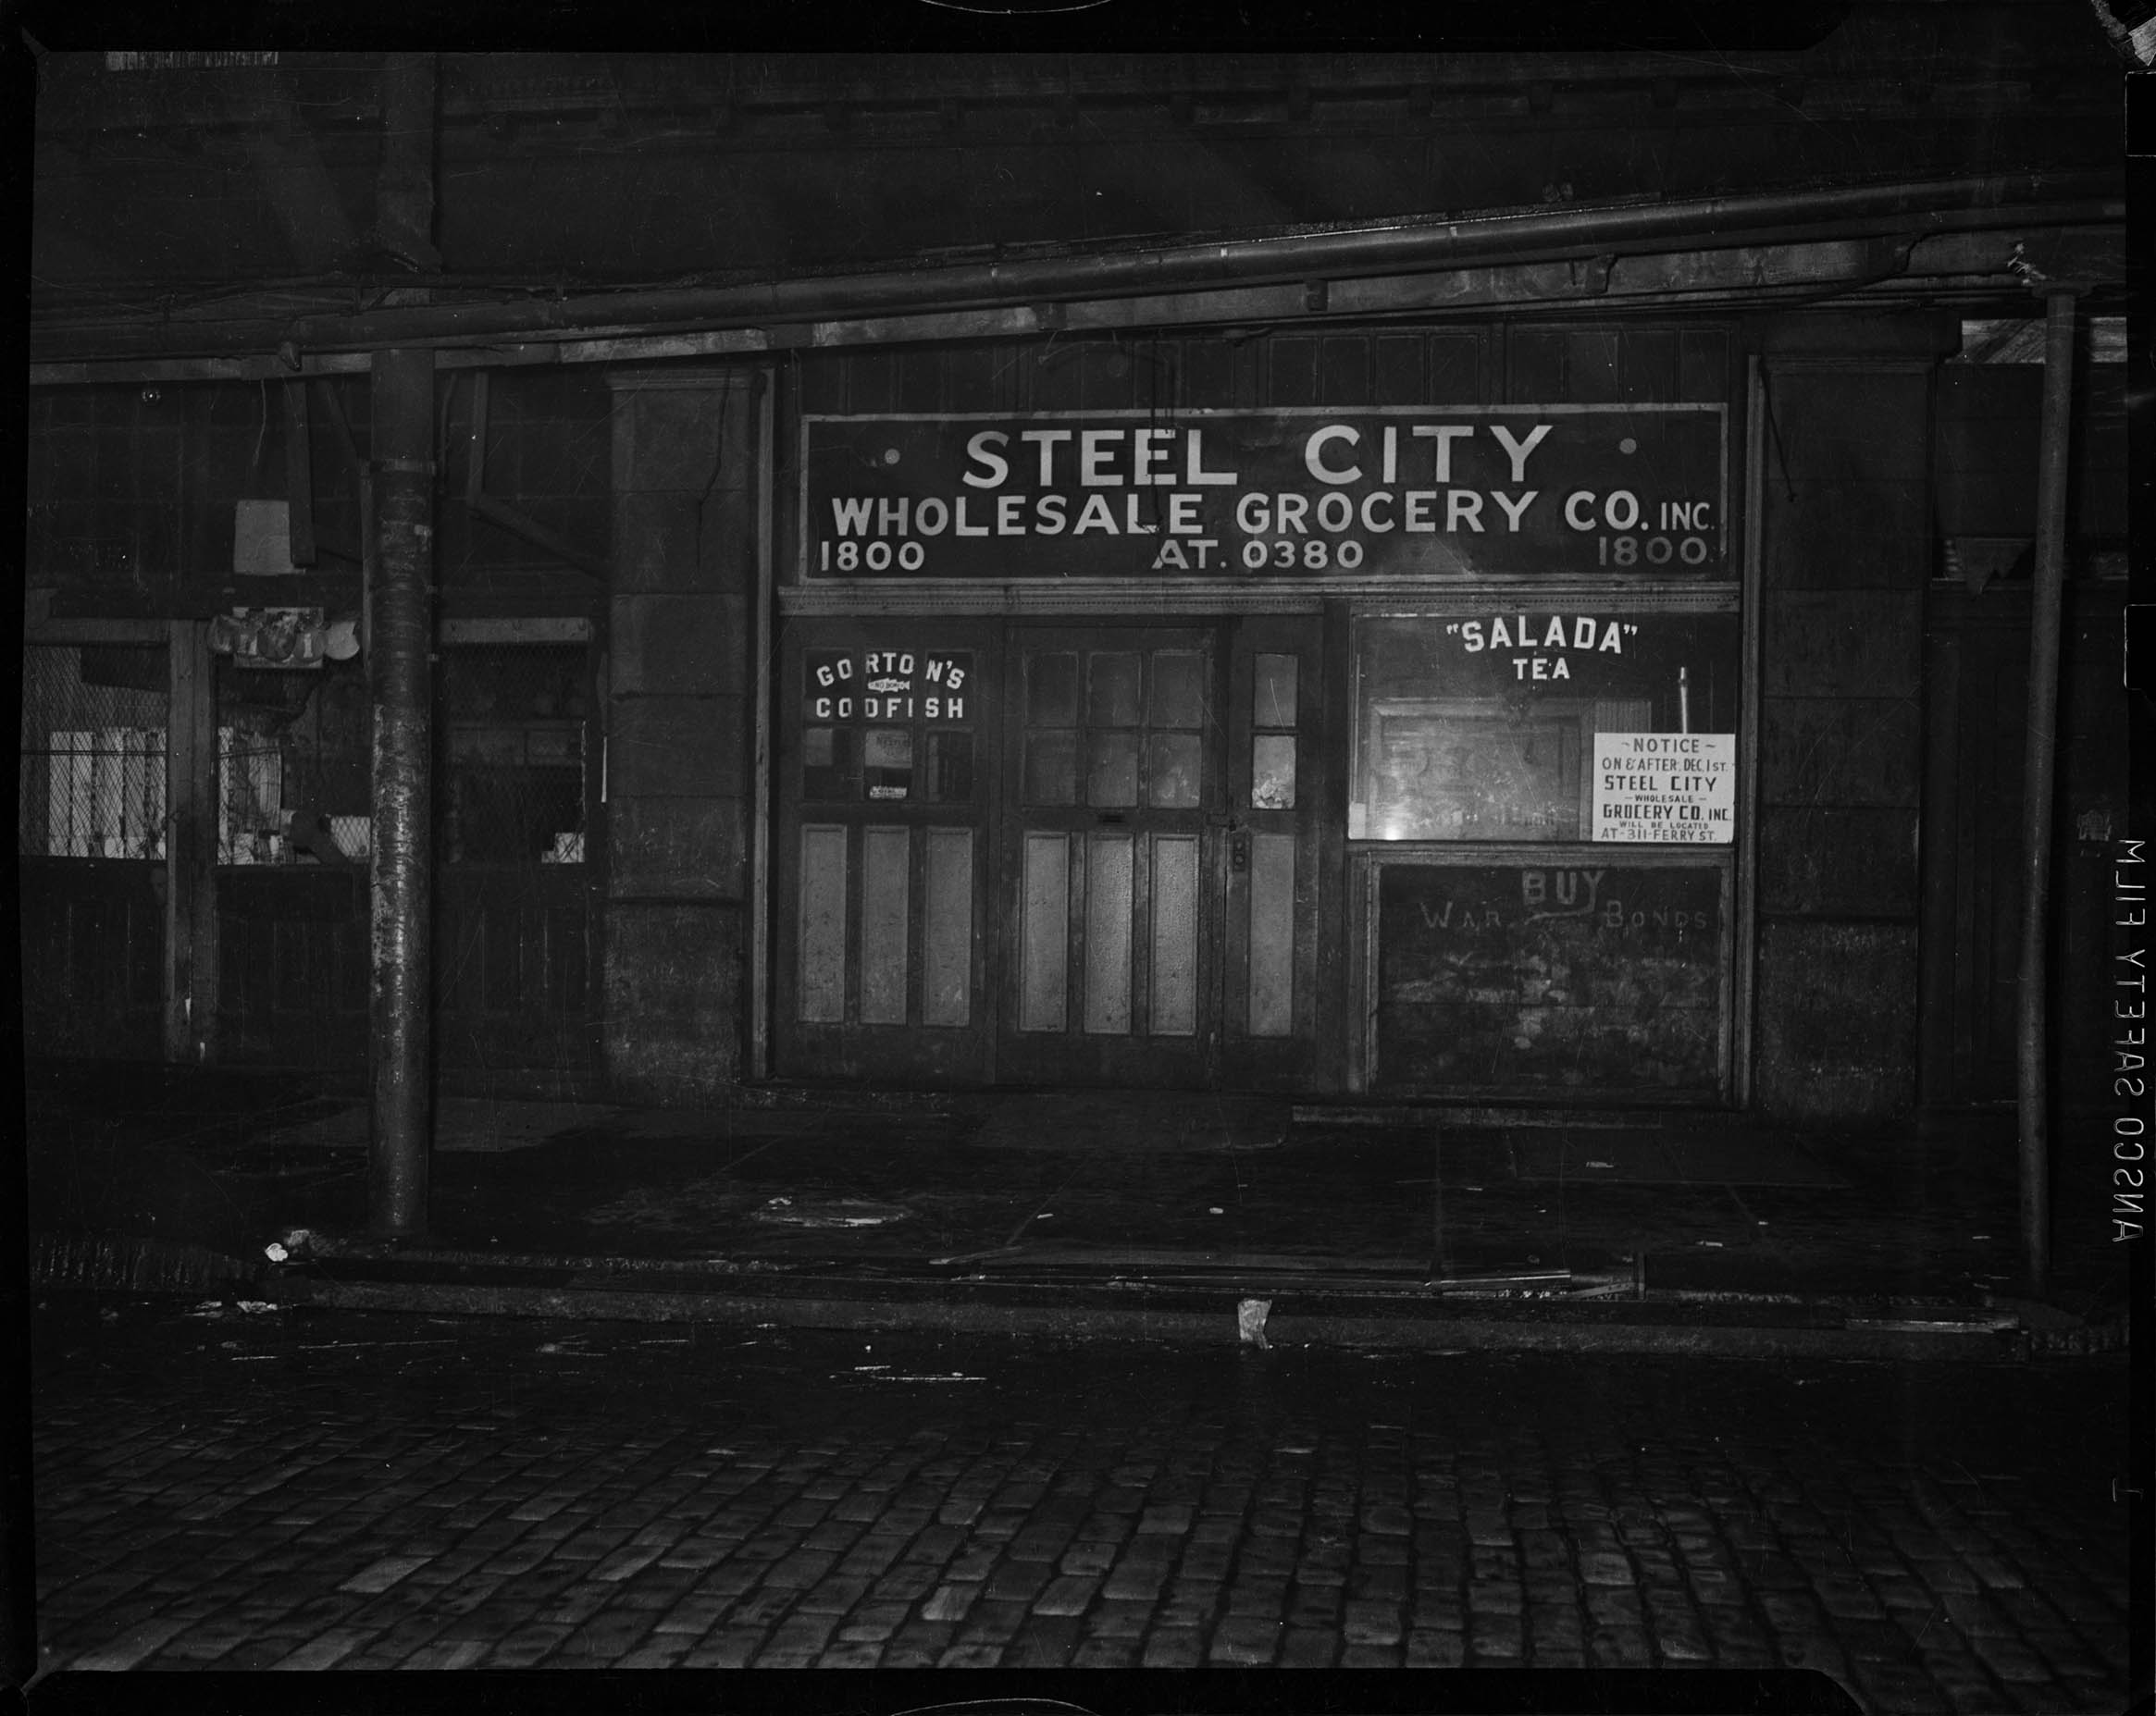 STEEL CITY
WHOLESALE GROCERY CO. INC.
1800 AT. 0380 1800
GORTON'S
CODFISH
"SALADA"
TEA
~NOTICE~
ON & AFTER DEC. 1ST.
STEEL CITY
-WHOLESALE-
GROCERY CO. INC.
WILL BE LOCATED
AT-311-FERRY ST.
BUY
WAR BONDS
ANSCO SAFETY FILM